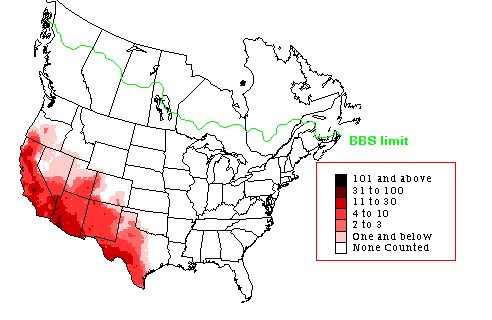 BBS limit
101 and above
31 to 100
11 to 30
4 to 10
2 to 3
One and below
None Counted